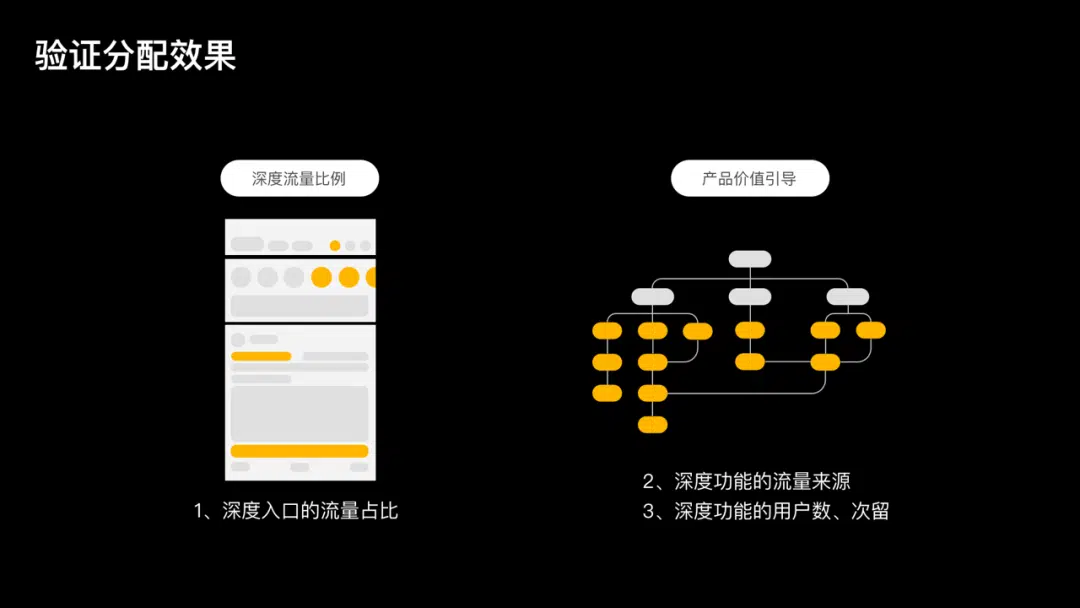 验证分配效果
深度流量比例
产品价值引导
1、深度入口的流量占比
2、深度功能的流量来源
3、深度功能的用户数、次留